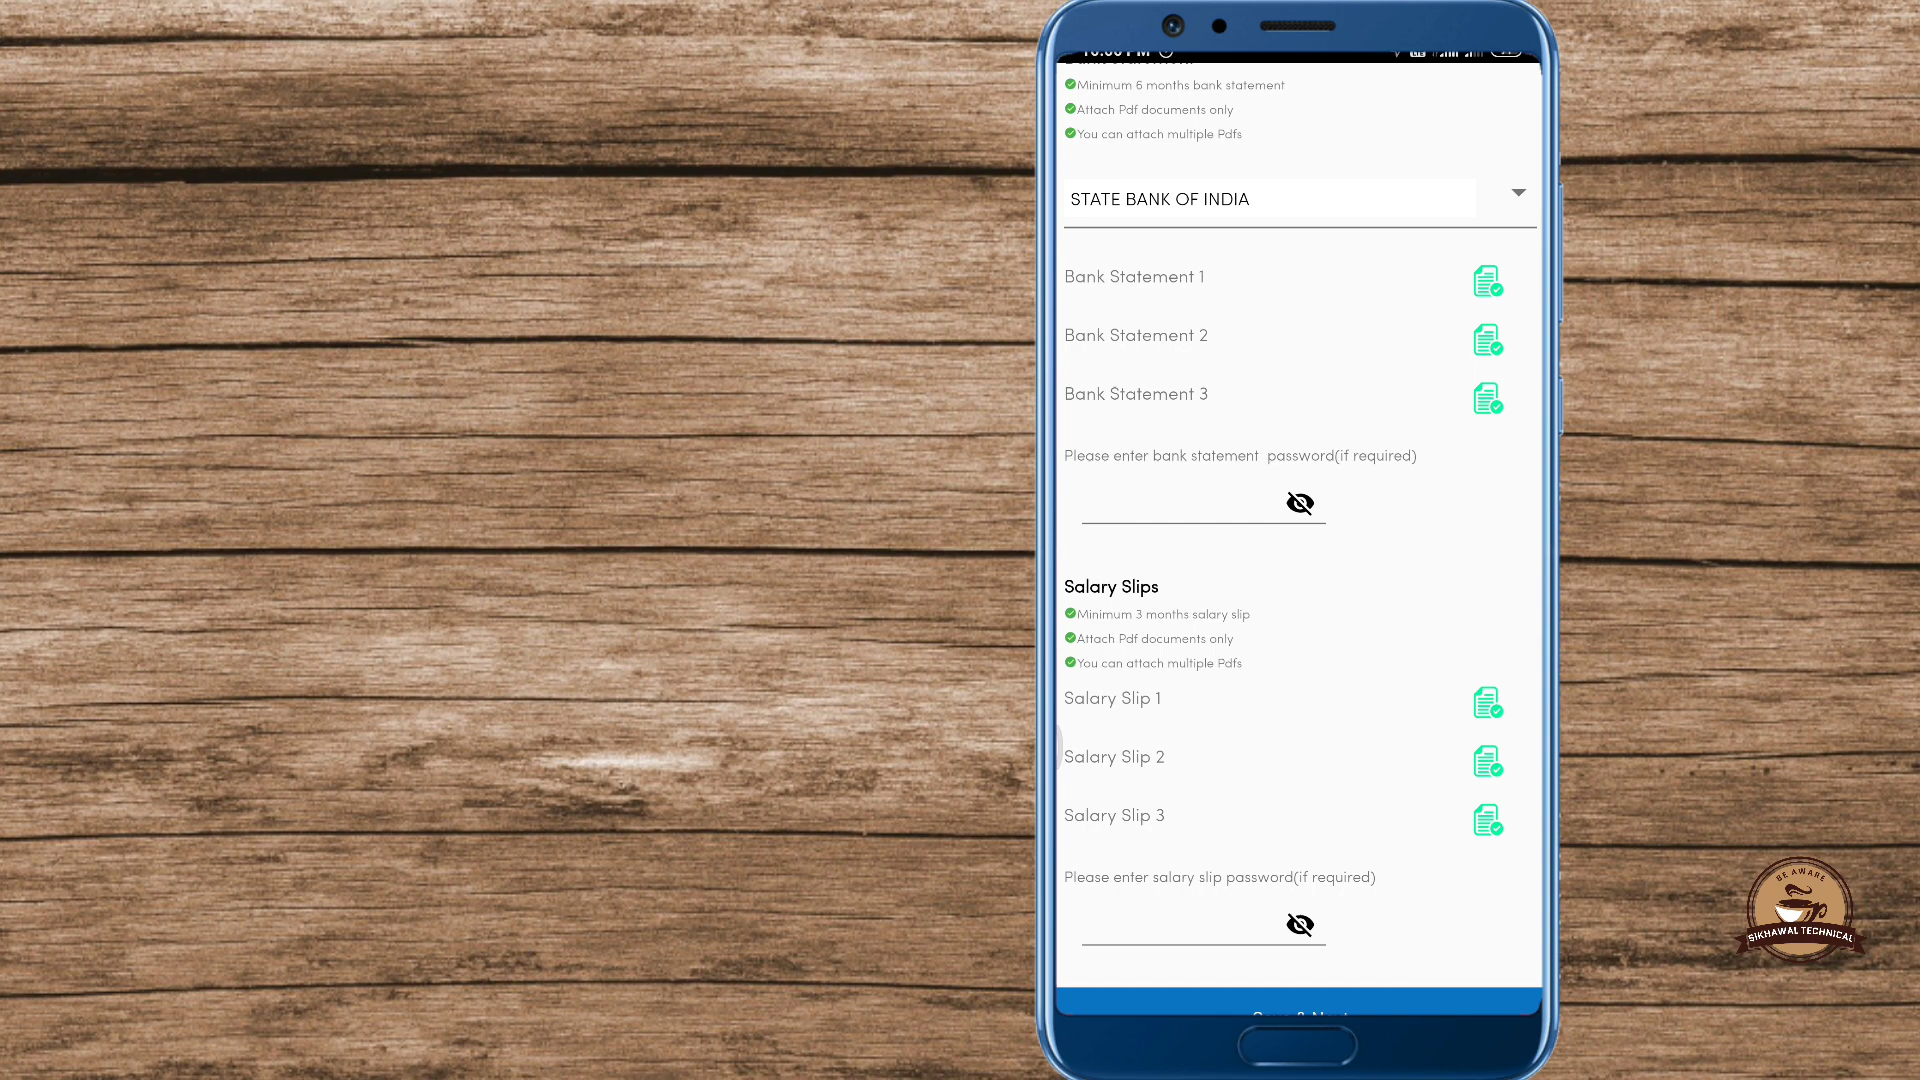 Minimum 6 months bank statement
Attach Pdf documents only
You can attach multiple Pdfs
STATE BANK OF INDIA
Bank Statement 1
Bank Statement 2
Bank Statement 3
Please enter bank statement  password(if required)
Salary Slips
Minimum 3 months salary slip
Attach Pdf documents only
You can attach multiple Pdfs
Salary Slip 1
Salary Slip 2
Salary Slip 3
Please enter salary slip password(if required)
BE AWARE
SIKHAWAL TECHNICAL